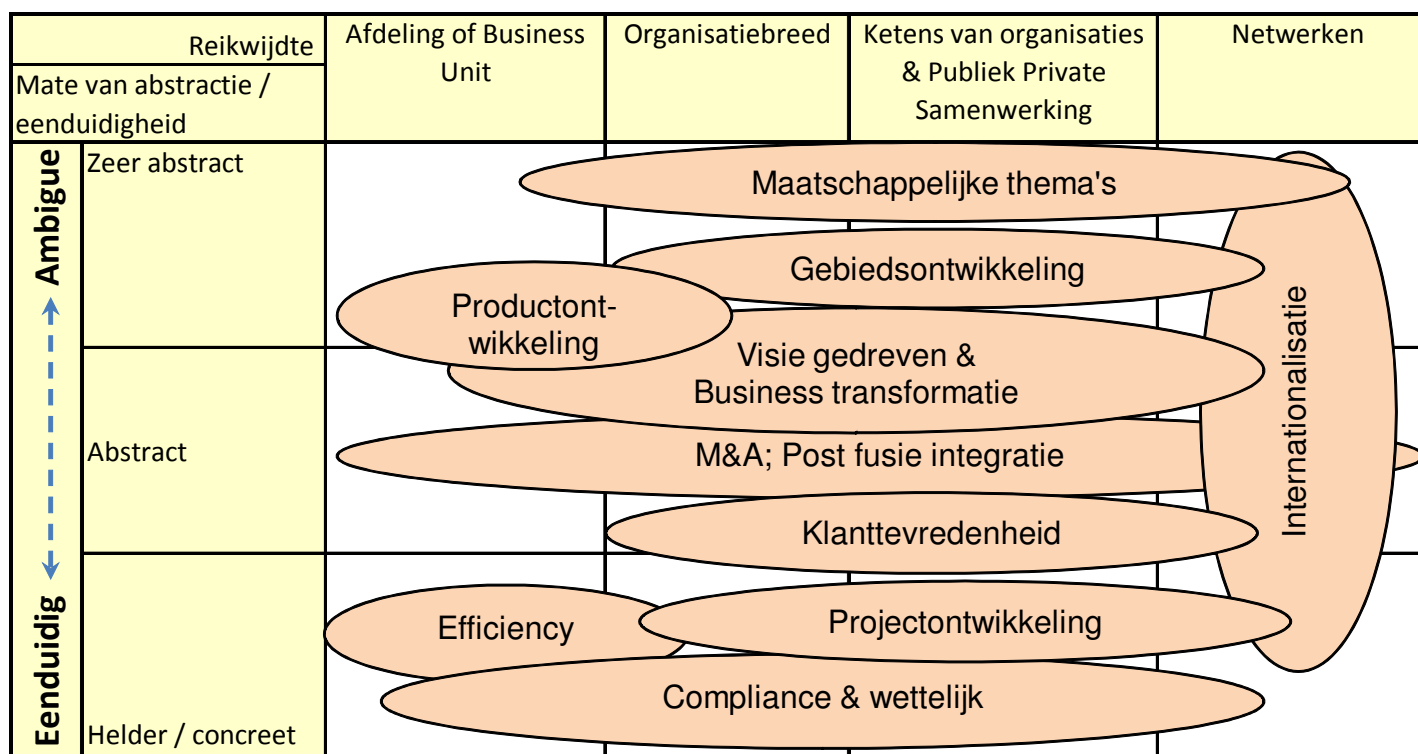 Reikwijdte
Mate van abstractie /
eenduidigheid
Afdeling of Business
Unit
Organisatiebreed
Ketens van organisaties
& Publiek Private
Samenwerking
Netwerken
Ambigue
Eenduidig
Zeer abstract
Abstract
Helder / concreet
Maatschappelijke thema's
Gebiedsontwikkeling
Productont-
wikkeling
Visie gedreven &
Business transformatie
M&A; Post fusie integratie
Klanttevredenheid
Internationalisatie
Efficiency
Projectontwikkeling
Compliance & wettelijk